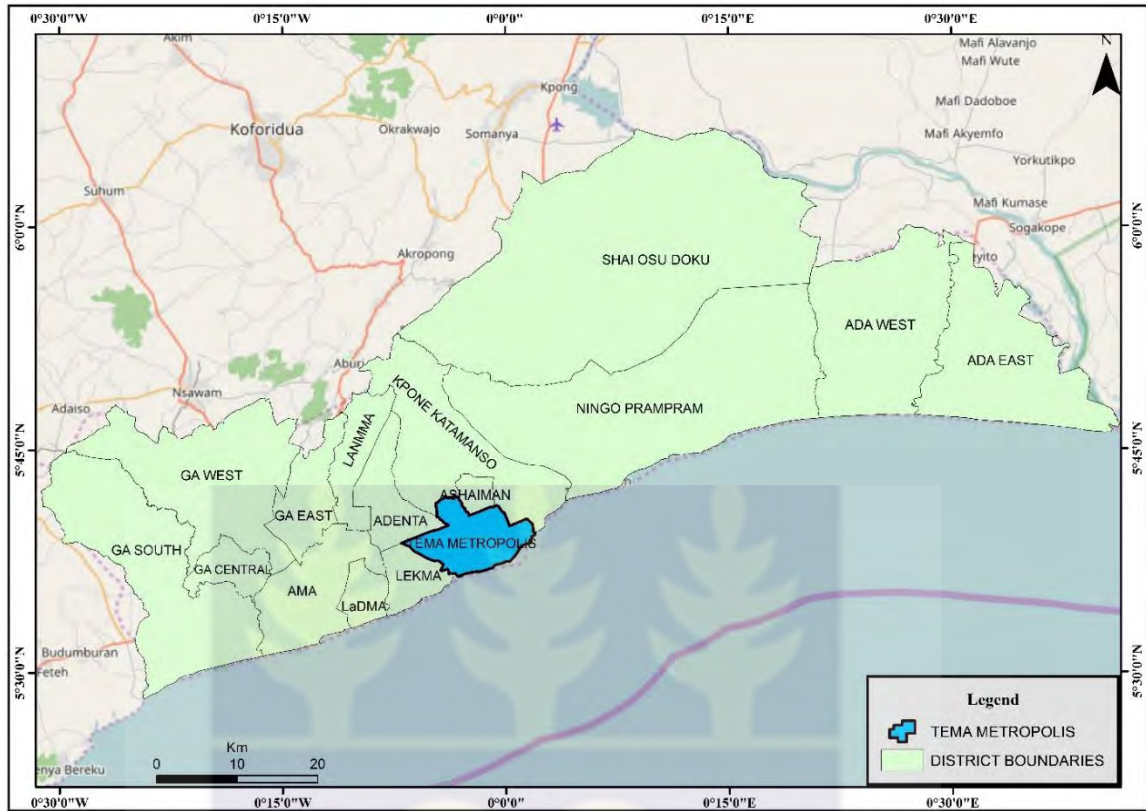 0°30'0"W
0°15'0"W
0°0'0"
0°15'0"E
0°30'0"E
Akim
Mafi Alavanjo
N
Mafi Wute
Kpong
Mafi Dadoboe
Koforidua
Okrakwajo
Somanya
Mafi Akyemfo
Yorkutikpo
Suhum
Mafi Kumase
6°0'0"N
6°0'0"N
Sogakope
Akropong
SHAI OSU DOKU
eyito
ADA WEST
ADA EAST
Aburi
Nsawam
KPONE KATAMANSO
NINGO PRAMPRAM
Adaiso
LANMMA
5°45'0"N
5°45'0"N
GA WEST
ASHAIMAN
GA EAST
ADENTA
TEMA METROPOLIS
GA SOUTH
GA CENTRAL
LEKMA
AMA
LaDMA
Budumburan
Feteh
5°30'0"N
5°30'0"N
Legend
TEMA METROPOLIS
DISTRICT BOUNDARIES
Km
0 10 20
enya Bereku
0°30'0"W
0°15'0"W
0°0'0"
0°15'0"E
0°30'0"E